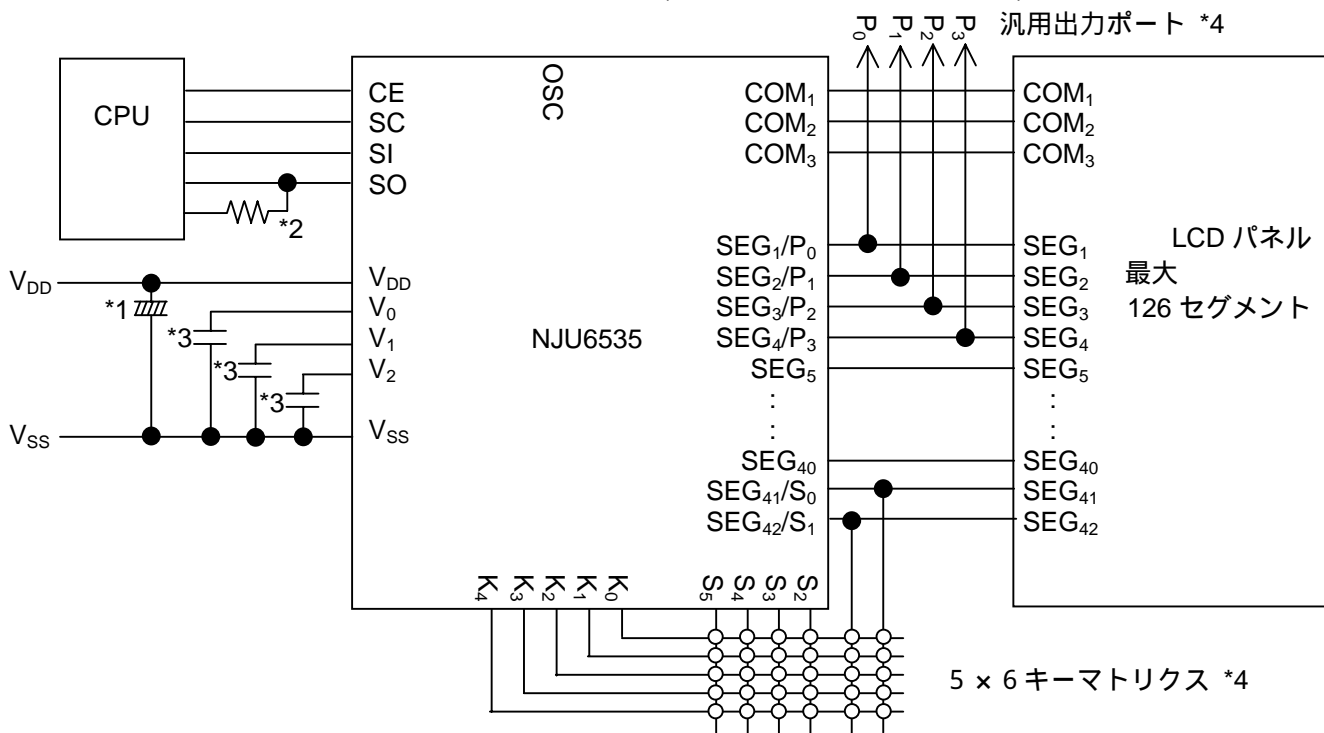 P₀ P₁ P₂ P₃ 汎用出力ポート *4
CPU
CE
SC
SI
SO
*2
OSC
COM₁
COM₂
COM₃
COM₁
COM₂
COM₃
V_DD
*1
*3
*3
*3
V_SS
V_DD
V₀
V₁
V₂
V_SS
NJU6535
SEG₁/P₀
SEG₂/P₁
SEG₃/P₂
SEG₄/P₃
SEG₅
:
:
SEG₄₀
SEG₄₁/S₀
SEG₄₂/S₁
SEG₁
SEG₂
SEG₃
SEG₄
SEG₅
:
:
SEG₄₀
SEG₄₁
SEG₄₂
LCD パネル
最大
126 セグメント
K₄ K₃ K₂ K₁ K₀
S₅ S₄ S₃ S₂
5 × 6 キーマトリクス *4